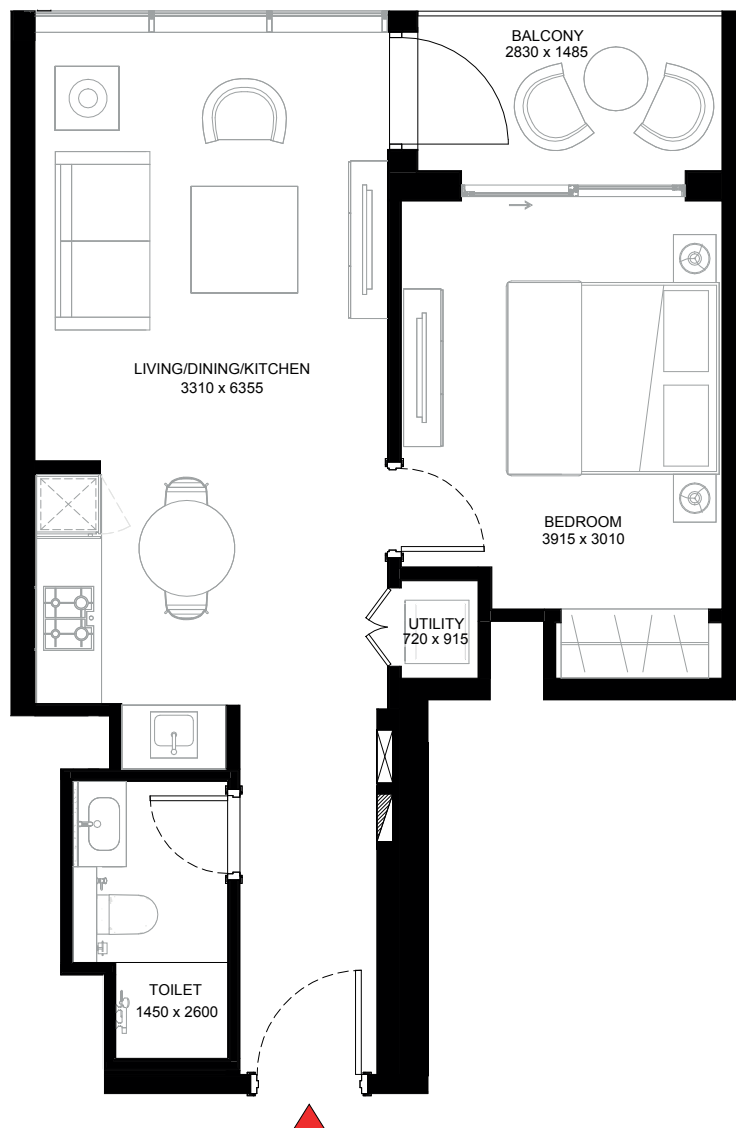 BALCONY
2830 x 1485
LIVING/DINING/KITCHEN
3310 x 6355
BEDROOM
3915 x 3010
UTILITY
720 x 915
TOILET
1450 x 2600